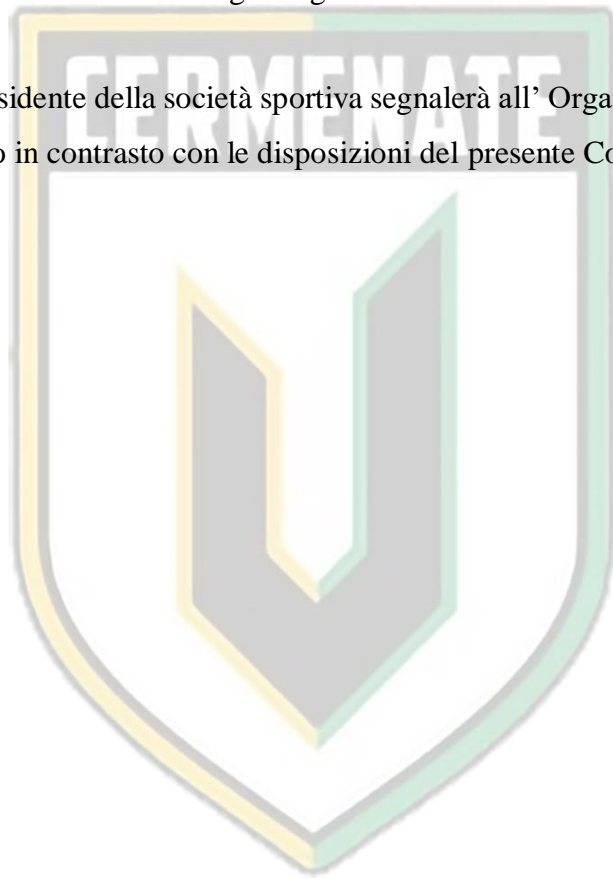 CERMENATE
sidente della società sportiva segnalerà all’ Orga
o in contrasto con le disposizioni del presente Co